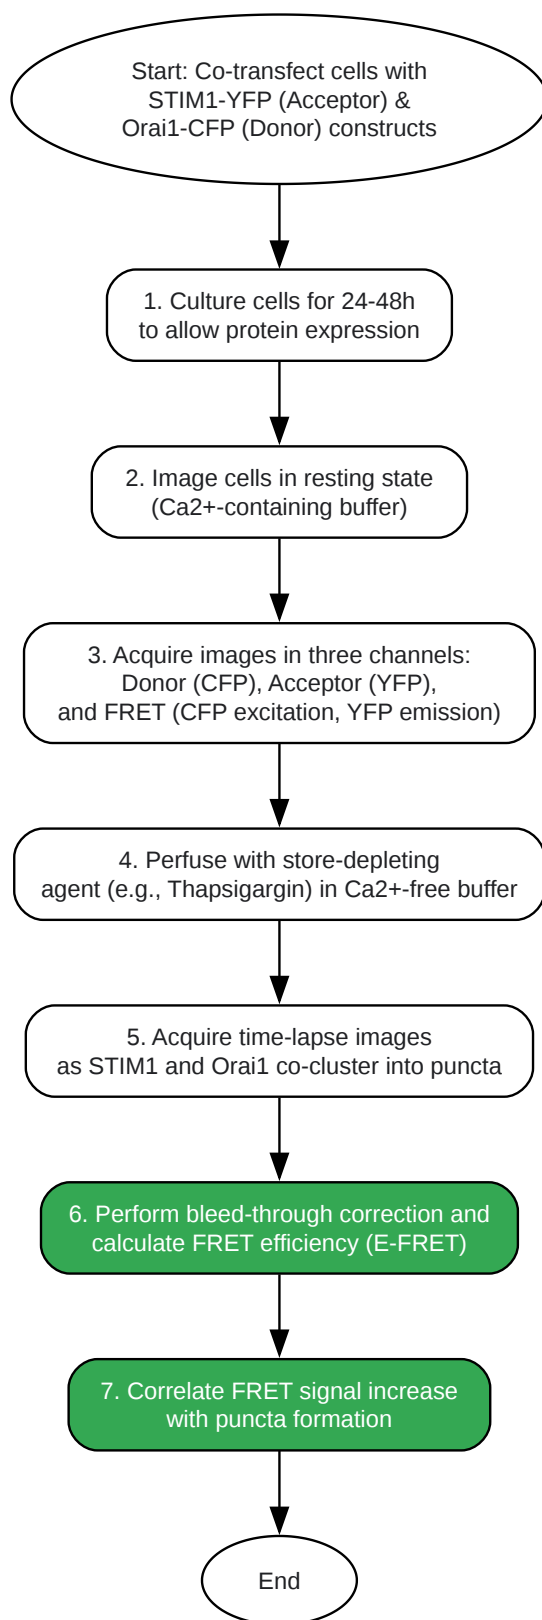 Start: Co-transfect cells with
STIM1-YFP (Acceptor) &
Orai1-CFP (Donor) constructs
1. Culture cells for 24-48h
to allow protein expression
2. Image cells in resting state
(Ca2+-containing buffer)
3. Acquire images in three channels:
Donor (CFP), Acceptor (YFP),
and FRET (CFP excitation, YFP emission)
4. Perfuse with store-depleting
agent (e.g., Thapsigargin) in Ca2+-free buffer
5. Acquire time-lapse images
as STIM1 and Orai1 co-cluster into puncta
6. Perform bleed-through correction and
calculate FRET efficiency (E-FRET)
7. Correlate FRET signal increase
with puncta formation
End